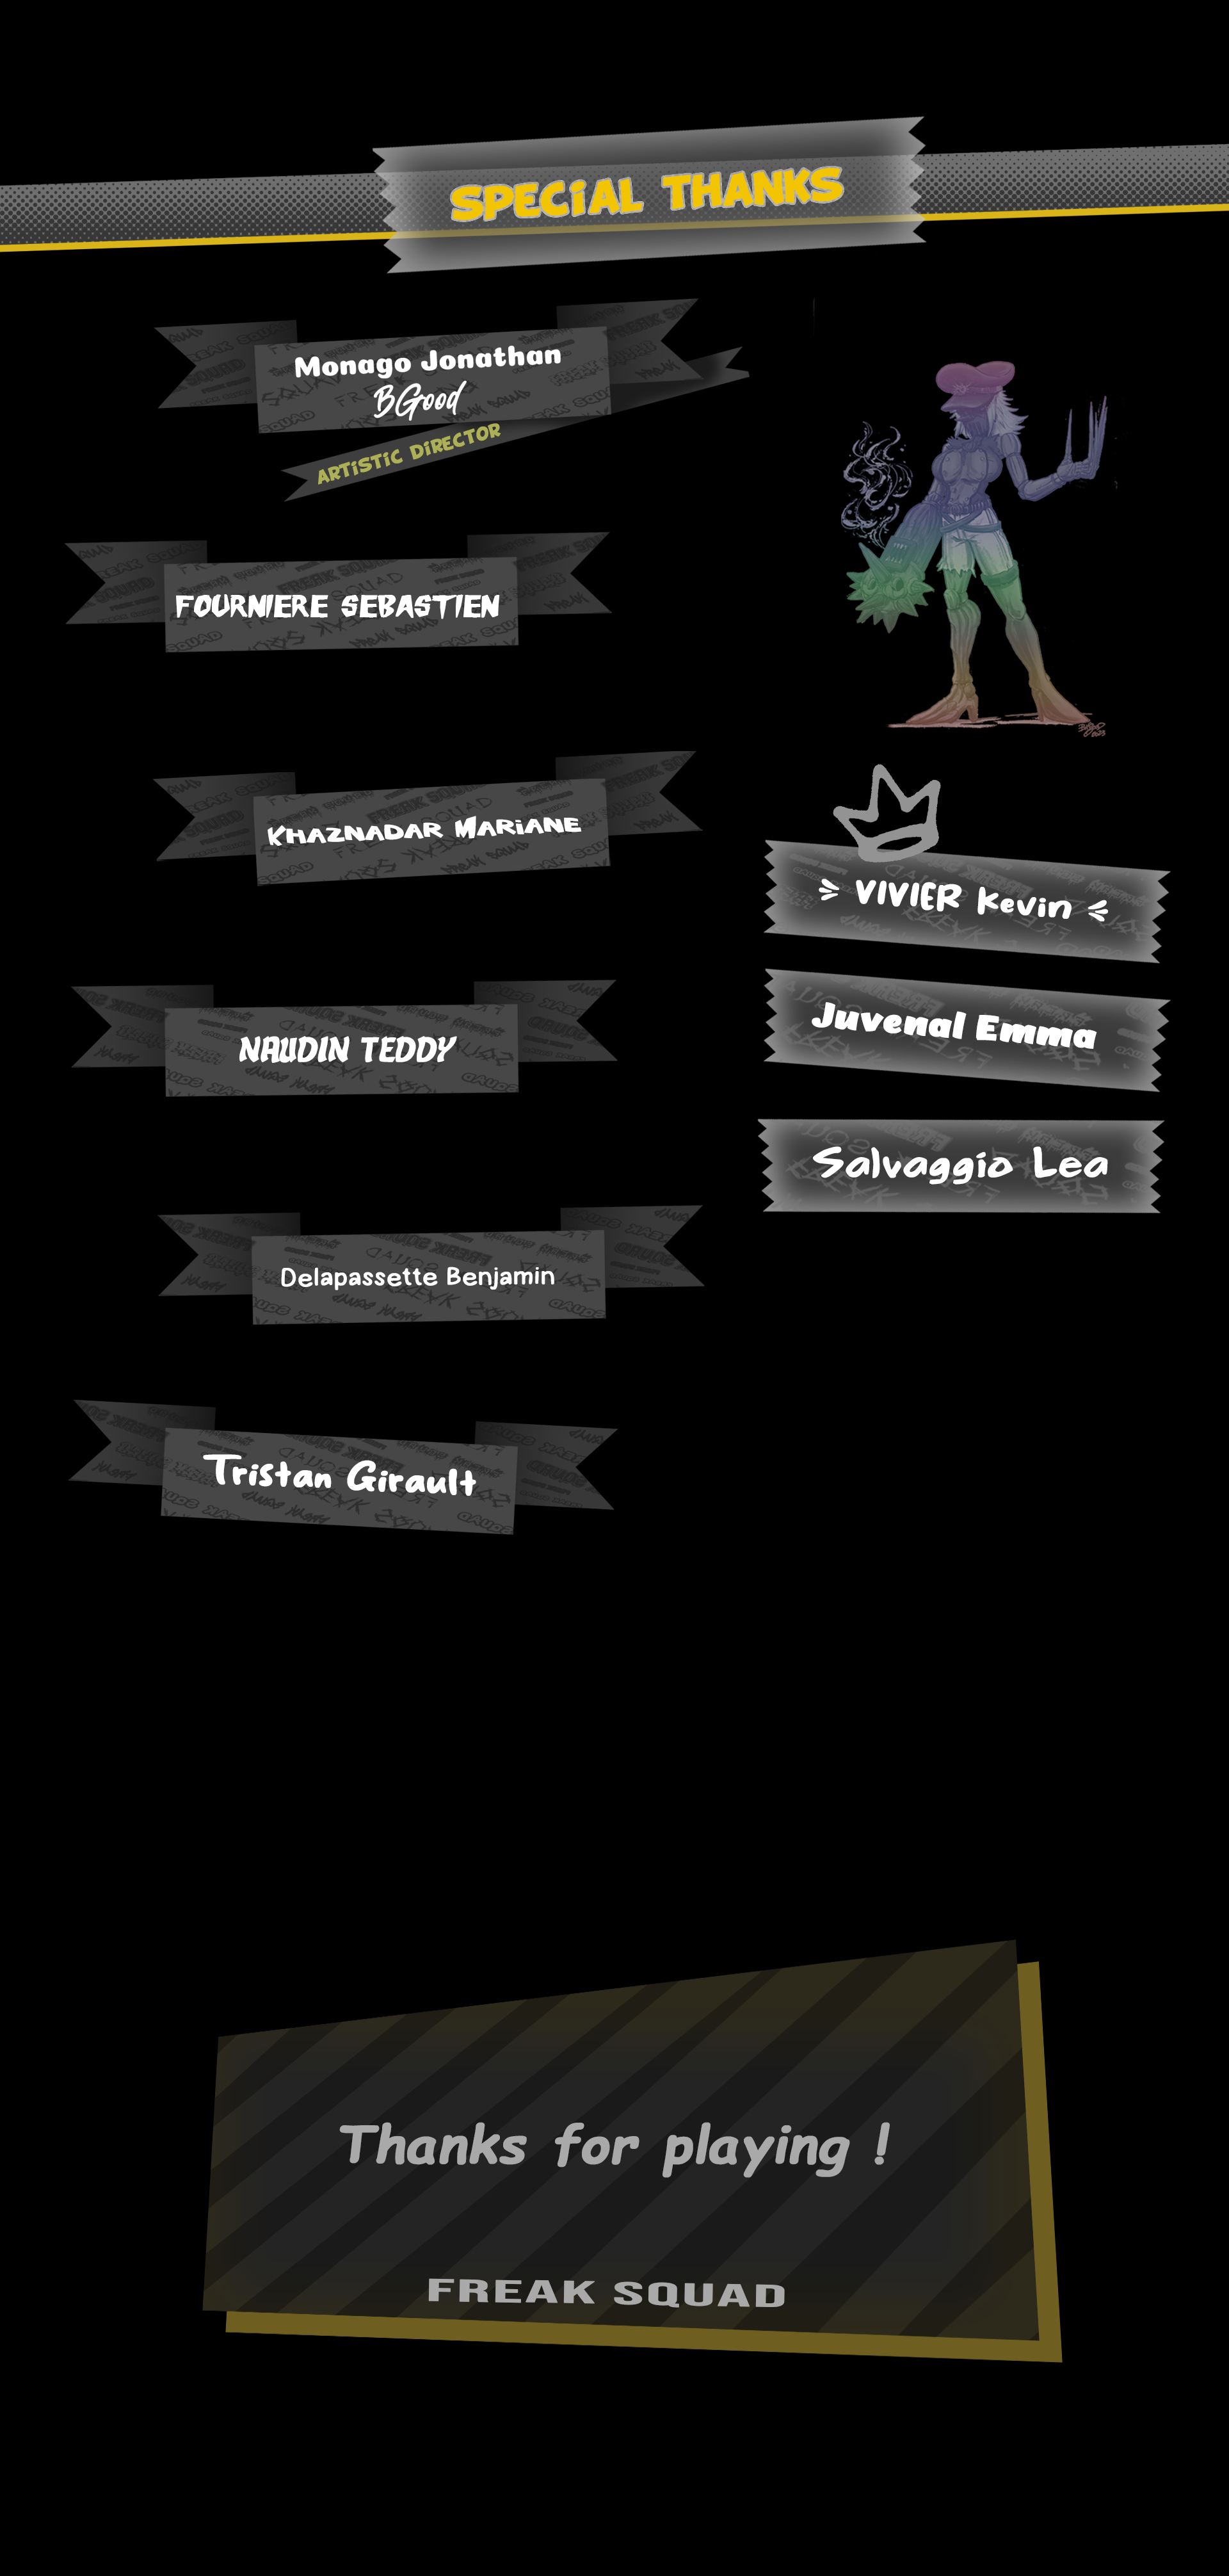 SPECiAL THANKS
Monago Jonathan
BGood
ARTiSTiC DiRECTOR
FOURNIERE SEBASTIEN
KHAZNADAR MARiANE
NAUDIN TEDDY
Delapassette Benjamin
Tristan Girault
VIVIER Kevin
Juvenal Emma
Salvaggio Lea
Thanks for playing !
FREAK SQUAD